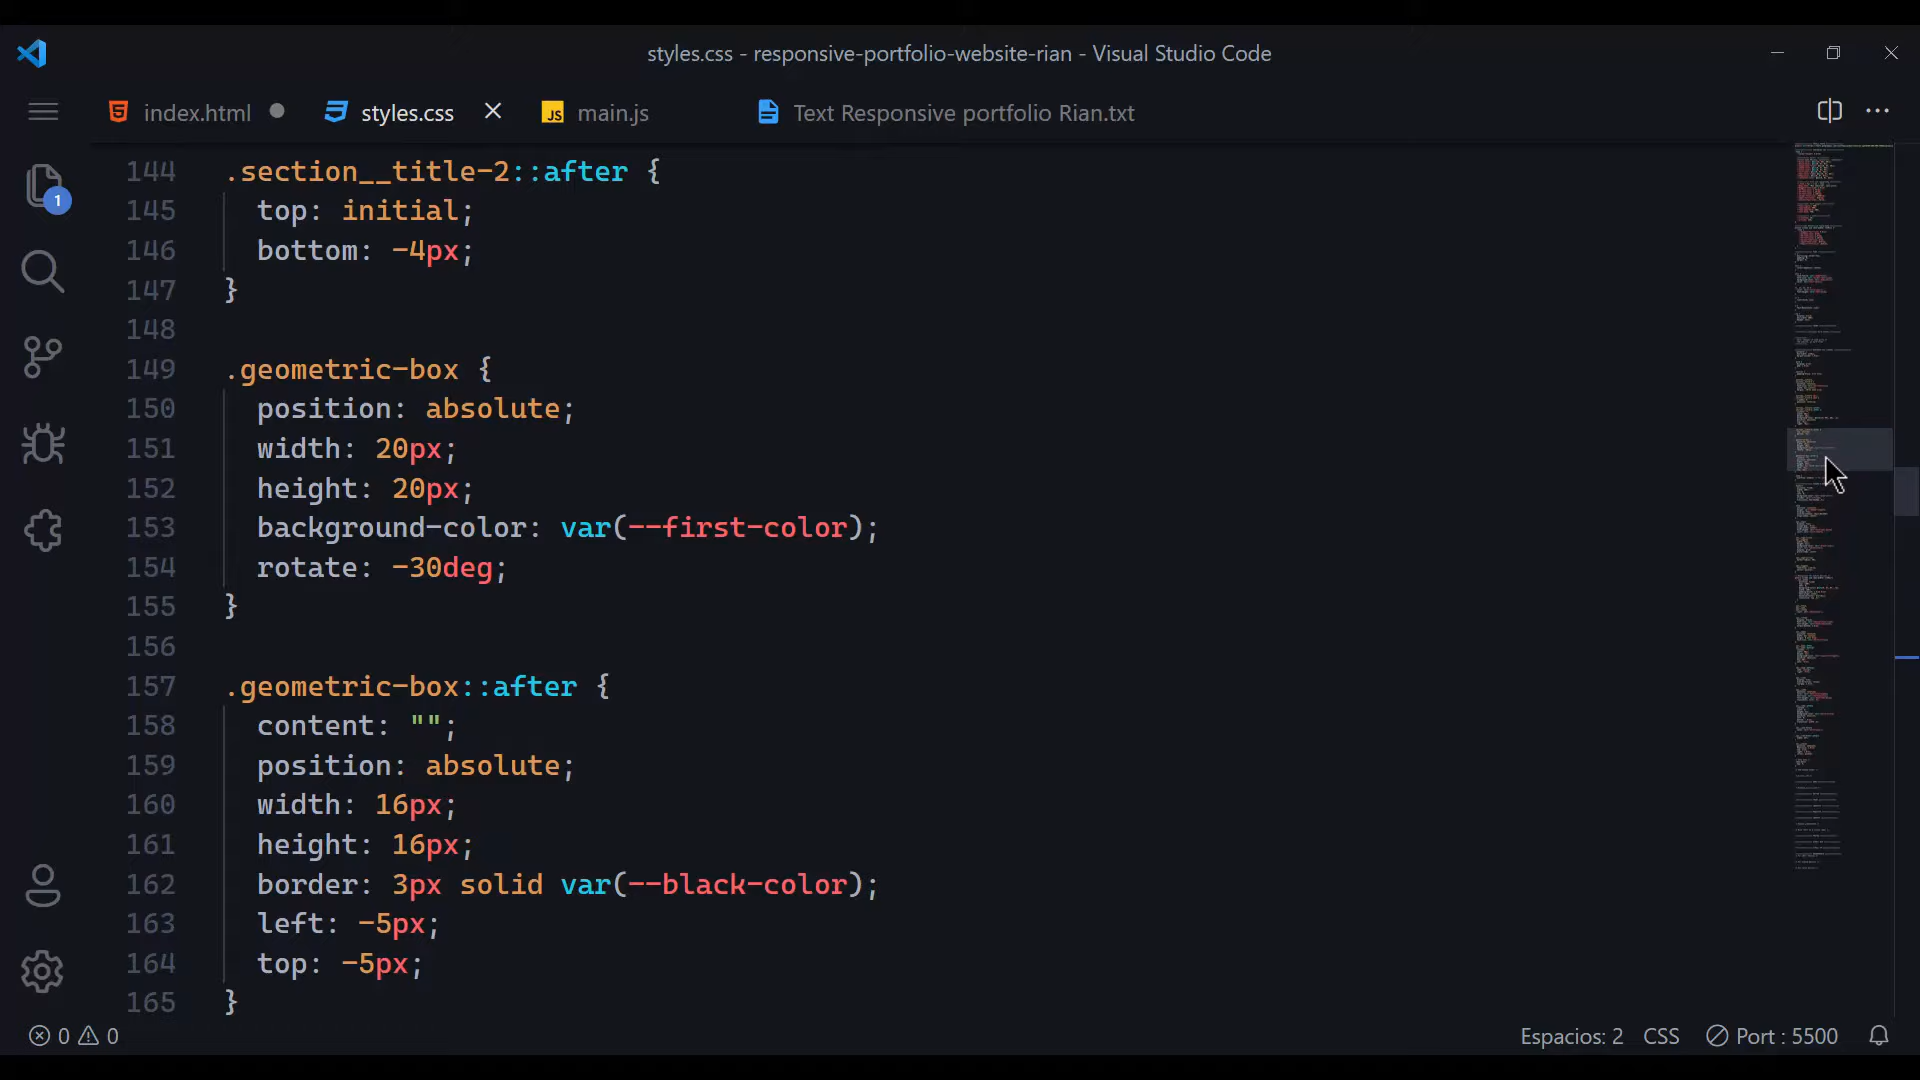 styles.css - responsive-portfolio-website-rian - Visual Studio Code
index.html styles.css JS main.js Text Responsive portfolio Rian.txt
144 .section__title-2::after {
145 top: initial;
146 bottom: -4px;
147 }
148
149 .geometric-box {
150 position: absolute;
151 width: 20px;
152 height: 20px;
153 background-color: var(--first-color);
154 rotate: -30deg;
155 }
156
157 .geometric-box::after {
158 content: "";
159 position: absolute;
160 width: 16px;
161 height: 16px;
162 border: 3px solid var(--black-color);
163 left: -5px;
164 top: -5px;
165 }
1
0 0 Espacios: 2 CSS Port : 5500